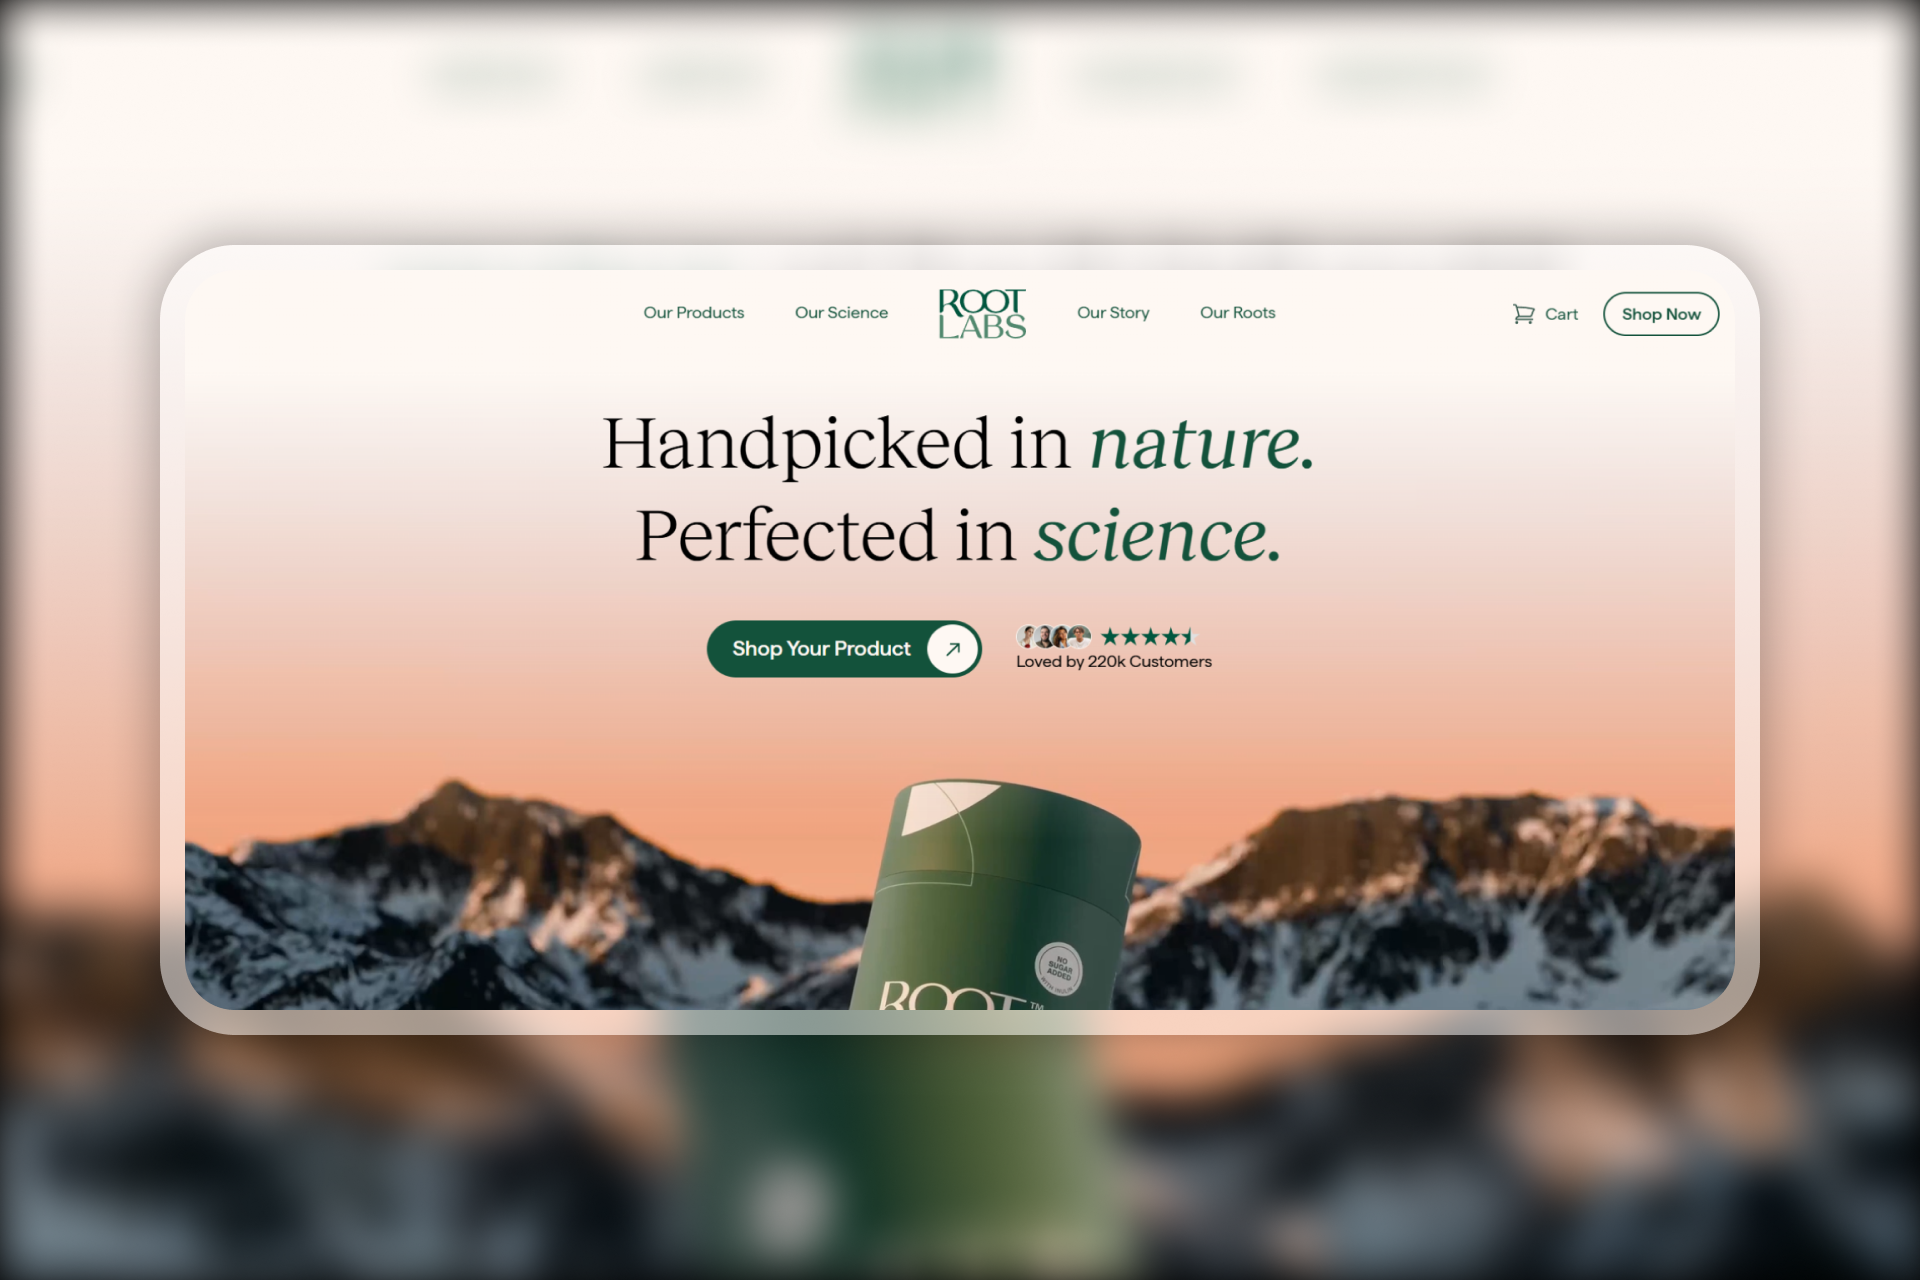 Our Products
Our Science
ROOT
LABS
Our Story
Our Roots
Cart
Shop Now
Handpicked in nature.
Perfected in science.
Shop Your Product
Loved by 220k Customers
NO
SUGAR
ADDED
ROOT™